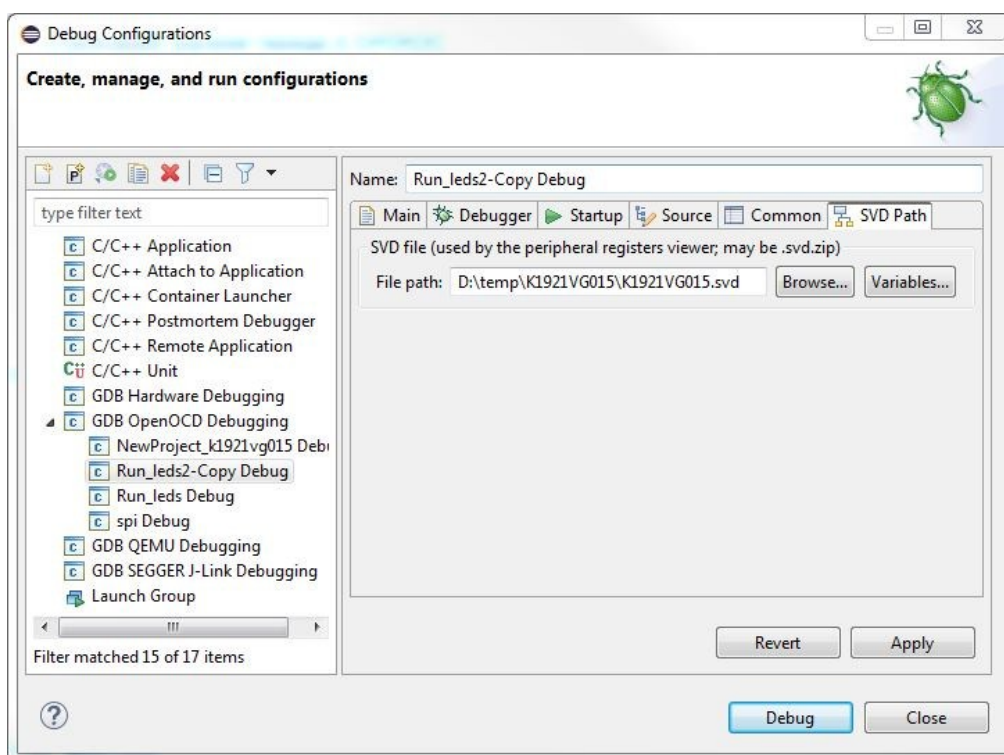 Debug Configurations
Create, manage, and run configurations
type filter text
C/C++ Application
C/C++ Attach to Application
C/C++ Container Launcher
C/C++ Postmortem Debugger
C/C++ Remote Application
C/C++ Unit
GDB Hardware Debugging
GDB OpenOCD Debugging
NewProject_k1921vg015 Debu
Run_leds2-Copy Debug
Run_leds Debug
spi Debug
GDB QEMU Debugging
GDB SEGGER J-Link Debugging
Launch Group
Filter matched 15 of 17 items
Name: Run_leds2-Copy Debug
Main Debugger Startup Source Common SVD Path
SVD file (used by the peripheral registers viewer; may be .svd.zip)
File path: D:\temp\K1921VG015\K1921VG015.svd Browse... Variables...
Revert Apply
Debug Close